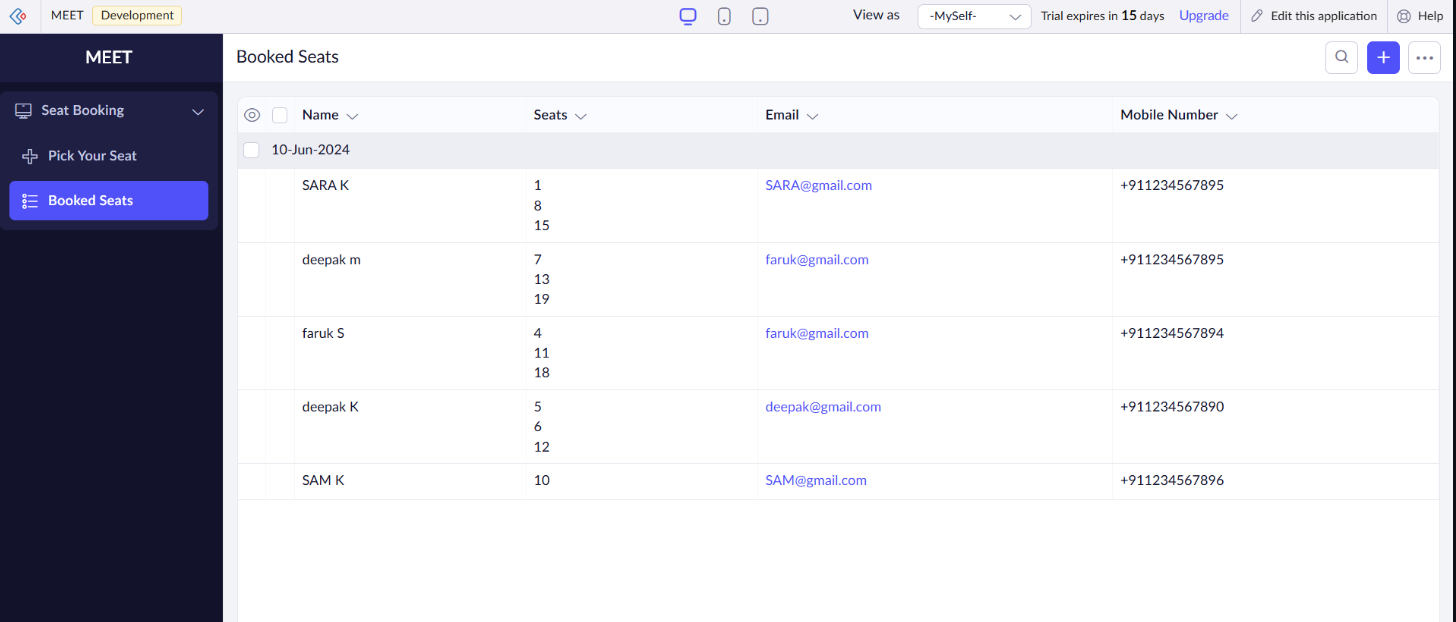 MEET Development View as -MySelf- Trial expires in 15 days Upgrade Edit this application Help
MEET
Seat Booking
Pick Your Seat
Booked Seats
Booked Seats
Name Seats Email Mobile Number
10-Jun-2024
SARA K 1 SARA@gmail.com +911234567895
8
15
deepak m 7 faruk@gmail.com +911234567895
13
19
faruk S 4 faruk@gmail.com +911234567894
11
18
deepak K 5 deepak@gmail.com +911234567890
6
12
SAM K 10 SAM@gmail.com +911234567896